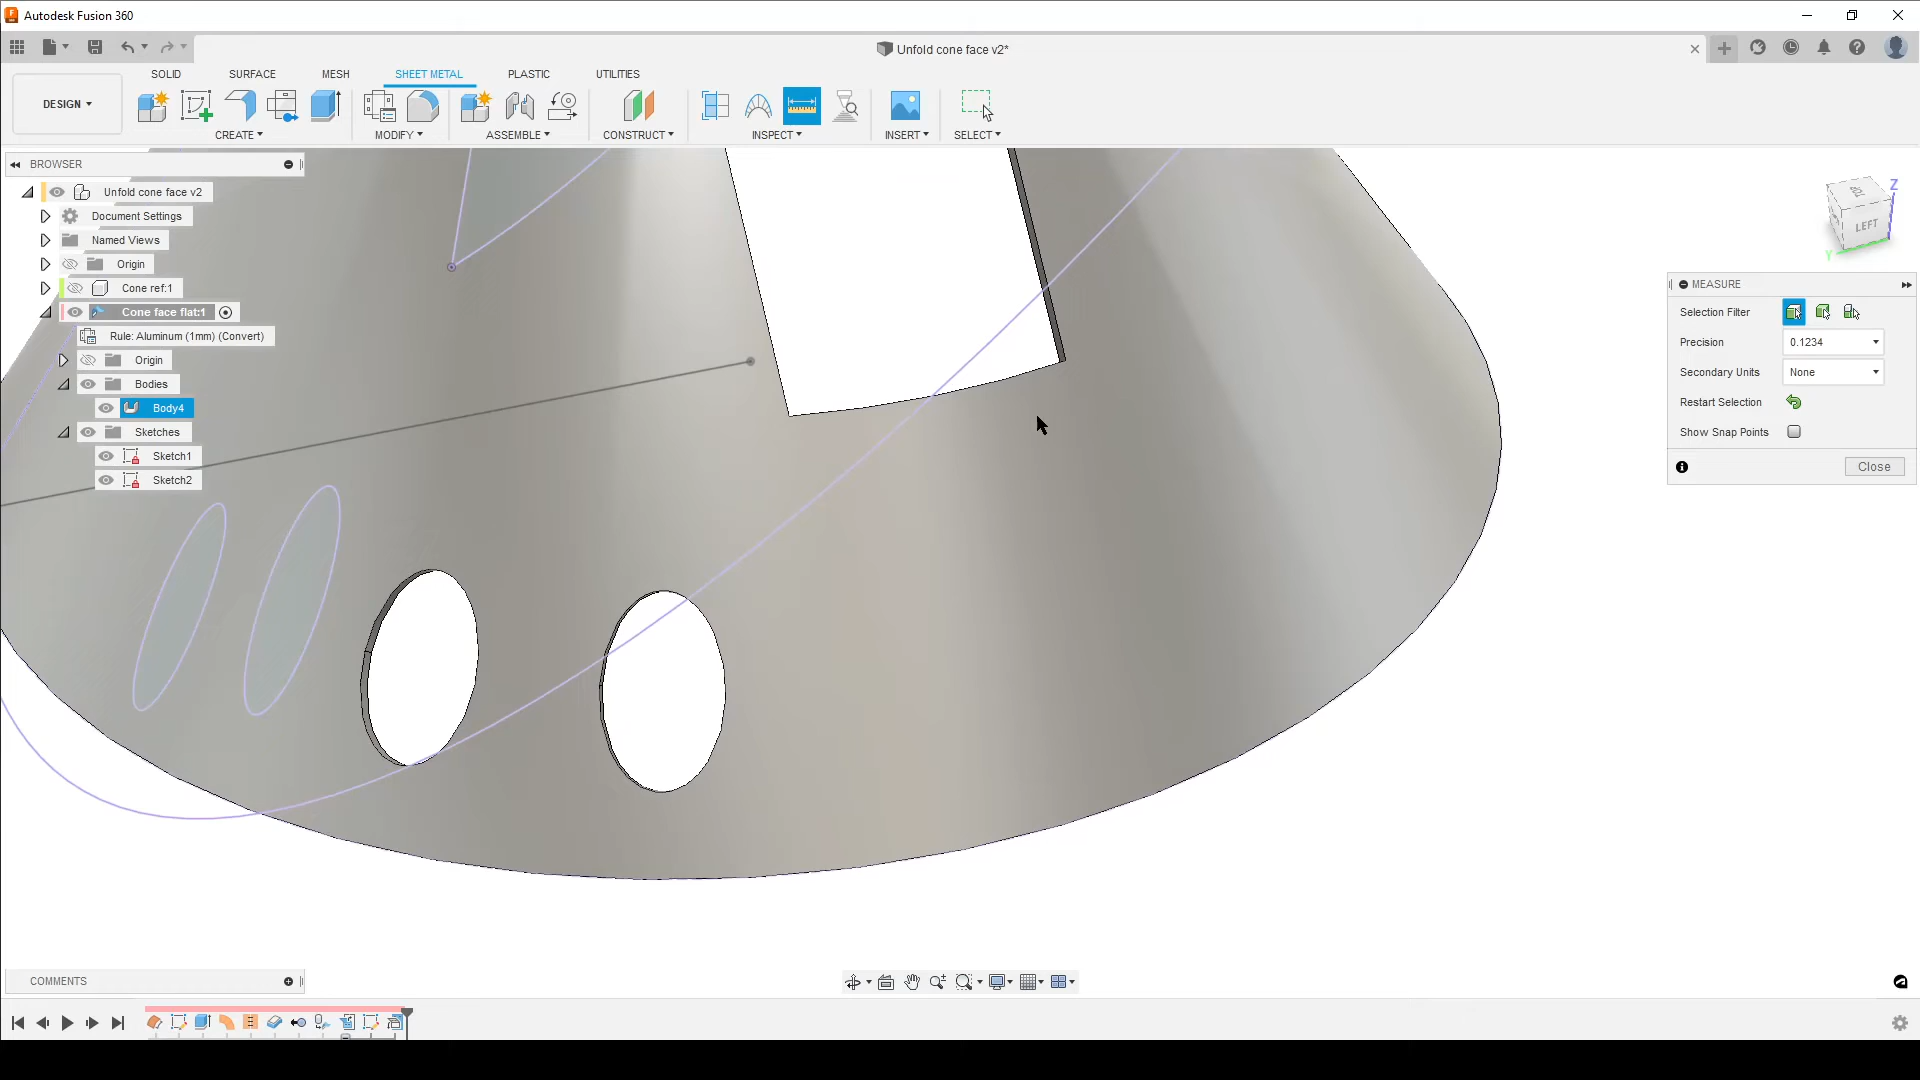 Autodesk Fusion 360
Unfold cone face v2*
DESIGN
SOLID SURFACE MESH SHEET METAL PLASTIC UTILITIES
CREATE MODIFY ASSEMBLE CONSTRUCT INSPECT INSERT SELECT
BROWSER
Unfold cone face v2
Document Settings
Named Views
Origin
Cone ref:1
Cone face flat:1
Rule: Aluminum (1mm) (Convert)
Origin
Bodies
Body4
Sketches
Sketch1
Sketch2
Z
LEFT
Y
MEASURE
Selection Filter
Precision 0.1234
Secondary Units None
Restart Selection
Show Snap Points
Close
COMMENTS